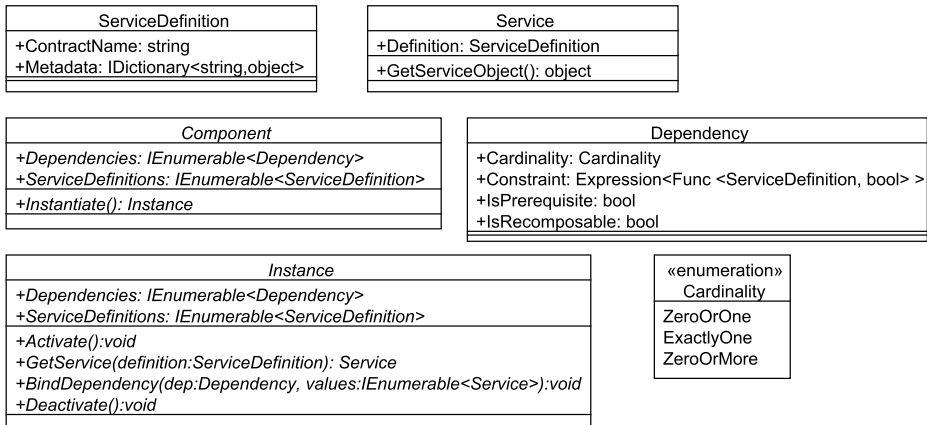 ServiceDefinition
+ContractName: string
+Metadata: IDictionary<string,object>
Service
+Definition: ServiceDefinition
+GetServiceObject(): object
Component
+Dependencies: IEnumerable<Dependency>
+ServiceDefinitions: IEnumerable<ServiceDefinition>
+Instantiate(): Instance
Dependency
+Cardinality: Cardinality
+Constraint: Expression<Func <ServiceDefinition, bool> >
+IsPrerequisite: bool
+IsRecomposable: bool
Instance
+Dependencies: IEnumerable<Dependency>
+ServiceDefinitions: IEnumerable<ServiceDefinition>
+Activate():void
+GetService(definition:ServiceDefinition): Service
+BindDependency(dep:Dependency, values:IEnumerable<Service>):void
+Deactivate():void
«enumeration»
Cardinality
ZeroOrOne
ExactlyOne
ZeroOrMore